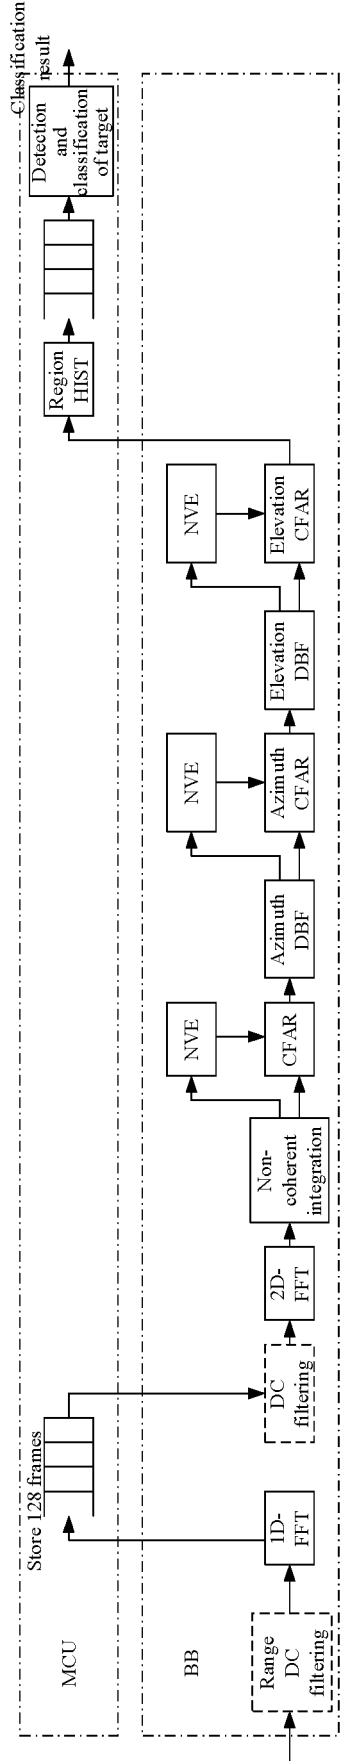 MCU
Store 128 frames
Region
HIST
Detection
and
classification
of target
Classification
result
BB
Range
DC
filtering
1D-
FFT
DC
filtering
2D-
FFT
Non-
coherent
integration
NVE
CFAR
Azimuth
DBF
NVE
Azimuth
CFAR
Elevation
DBF
NVE
Elevation
CFAR